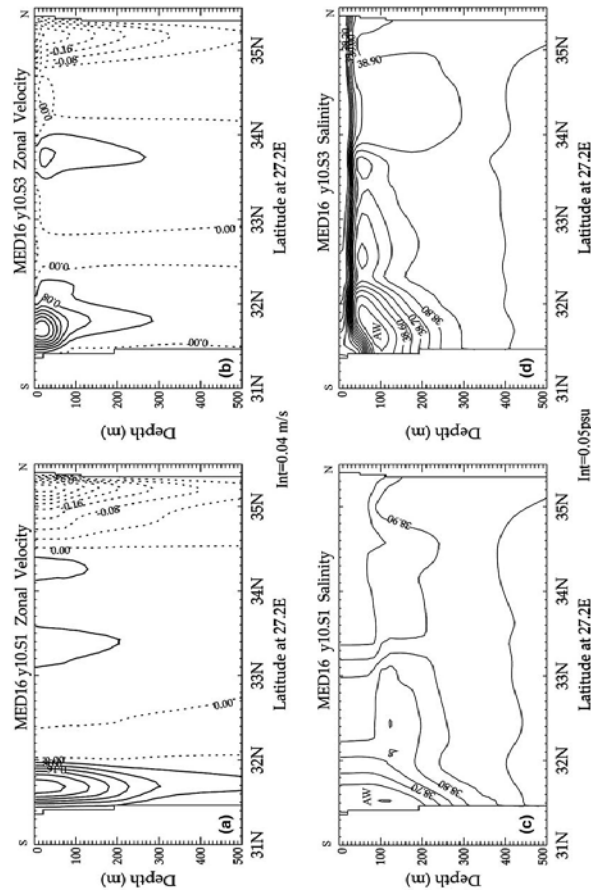 MED16 y10.S1 Zonal Velocity
S
N
(a)
0.16
0.00
0.00
0.00
-0.16
-0.08
Depth (m)
0 100 200 300 400 500
31N 32N 33N 34N 35N
Latitude at 27.2E
MED16 y10.S3 Zonal Velocity
S
N
(b)
0.08
0.00
0.00
0.00
0.00
-0.16
-0.08
Depth (m)
0 100 200 300 400 500
31N 32N 33N 34N 35N
Latitude at 27.2E
Int=0.04 m/s
MED16 y10.S1 Salinity
(c)
AW
38.70
38.80
38.90
Depth (m)
0 100 200 300 400 500
31N 32N 33N 34N 35N
Latitude at 27.2E
MED16 y10.S3 Salinity
(d)
AW
38.60
38.70
38.80
38.90
Depth (m)
0 100 200 300 400 500
31N 32N 33N 34N 35N
Latitude at 27.2E
Int=0.05psu